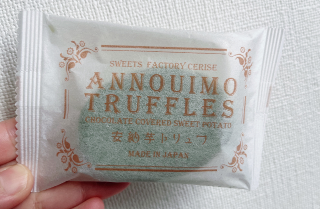 SWEETS FACTORY CERISE
ANNOUIMO
TRUFFLES
CHOCOLATE COVERED SWEET POTATO
安納芋トリュフ
MADE IN JAPAN